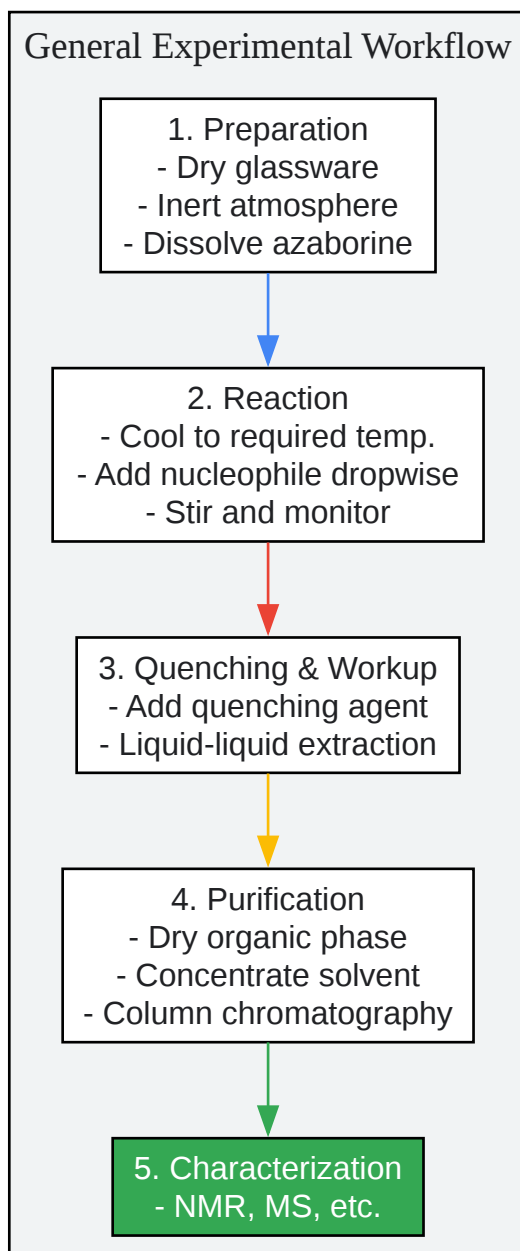 General Experimental Workflow
1. Preparation
- Dry glassware
- Inert atmosphere
- Dissolve azaborine
2. Reaction
- Cool to required temp.
- Add nucleophile dropwise
- Stir and monitor
3. Quenching & Workup
- Add quenching agent
- Liquid-liquid extraction
4. Purification
- Dry organic phase
- Concentrate solvent
- Column chromatography
5. Characterization
- NMR, MS, etc.